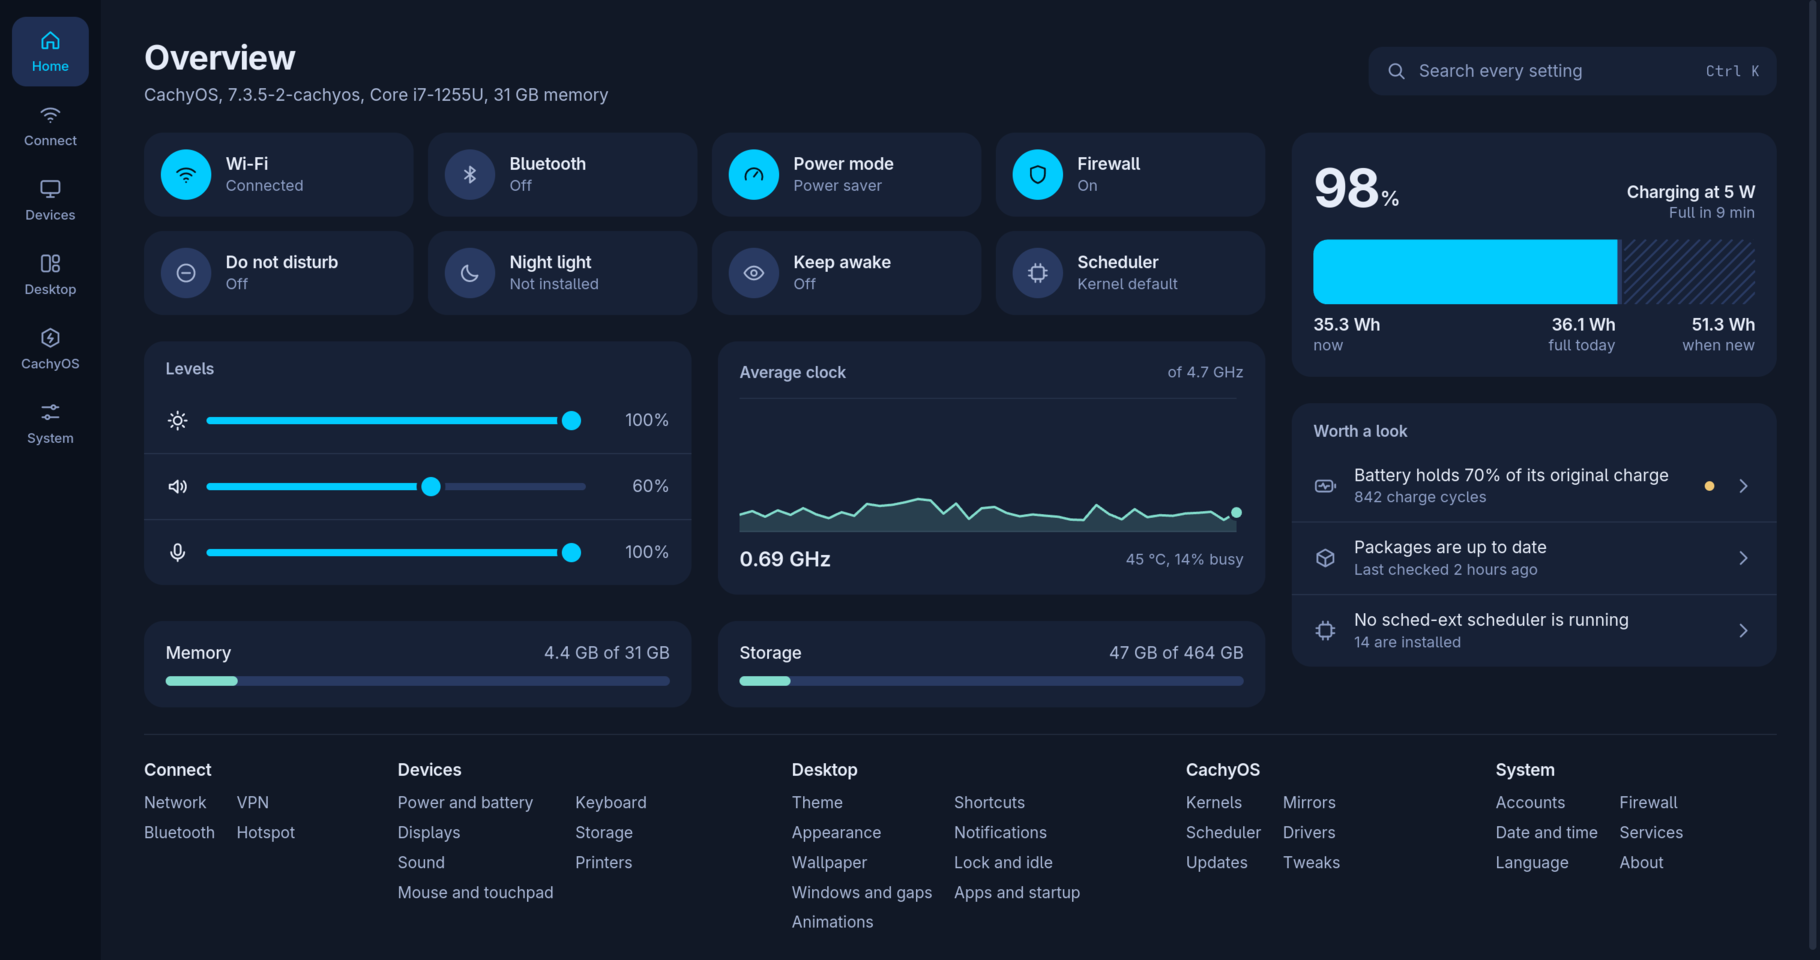 Home
Connect
Devices
Desktop
CachyOS
System
Overview
CachyOS, 7.3.5-2-cachyos, Core i7-1255U, 31 GB memory
Search every setting Ctrl K
Wi-Fi
Connected
Bluetooth
Off
Power mode
Power saver
Firewall
On
Do not disturb
Off
Night light
Not installed
Keep awake
Off
Scheduler
Kernel default
98%
Charging at 5 W
Full in 9 min
35.3 Wh
now
36.1 Wh
full today
51.3 Wh
when new
Levels
100%
60%
100%
Average clock of 4.7 GHz
0.69 GHz 45 °C, 14% busy
Worth a look
Battery holds 70% of its original charge
842 charge cycles
Packages are up to date
Last checked 2 hours ago
No sched-ext scheduler is running
14 are installed
Memory 4.4 GB of 31 GB
Storage 47 GB of 464 GB
Connect
Network VPN
Bluetooth Hotspot
Devices
Power and battery Keyboard
Displays Storage
Sound Printers
Mouse and touchpad
Desktop
Theme Shortcuts
Appearance Notifications
Wallpaper Lock and idle
Windows and gaps Apps and startup
Animations
CachyOS
Kernels Mirrors
Scheduler Drivers
Updates Tweaks
System
Accounts Firewall
Date and time Services
Language About